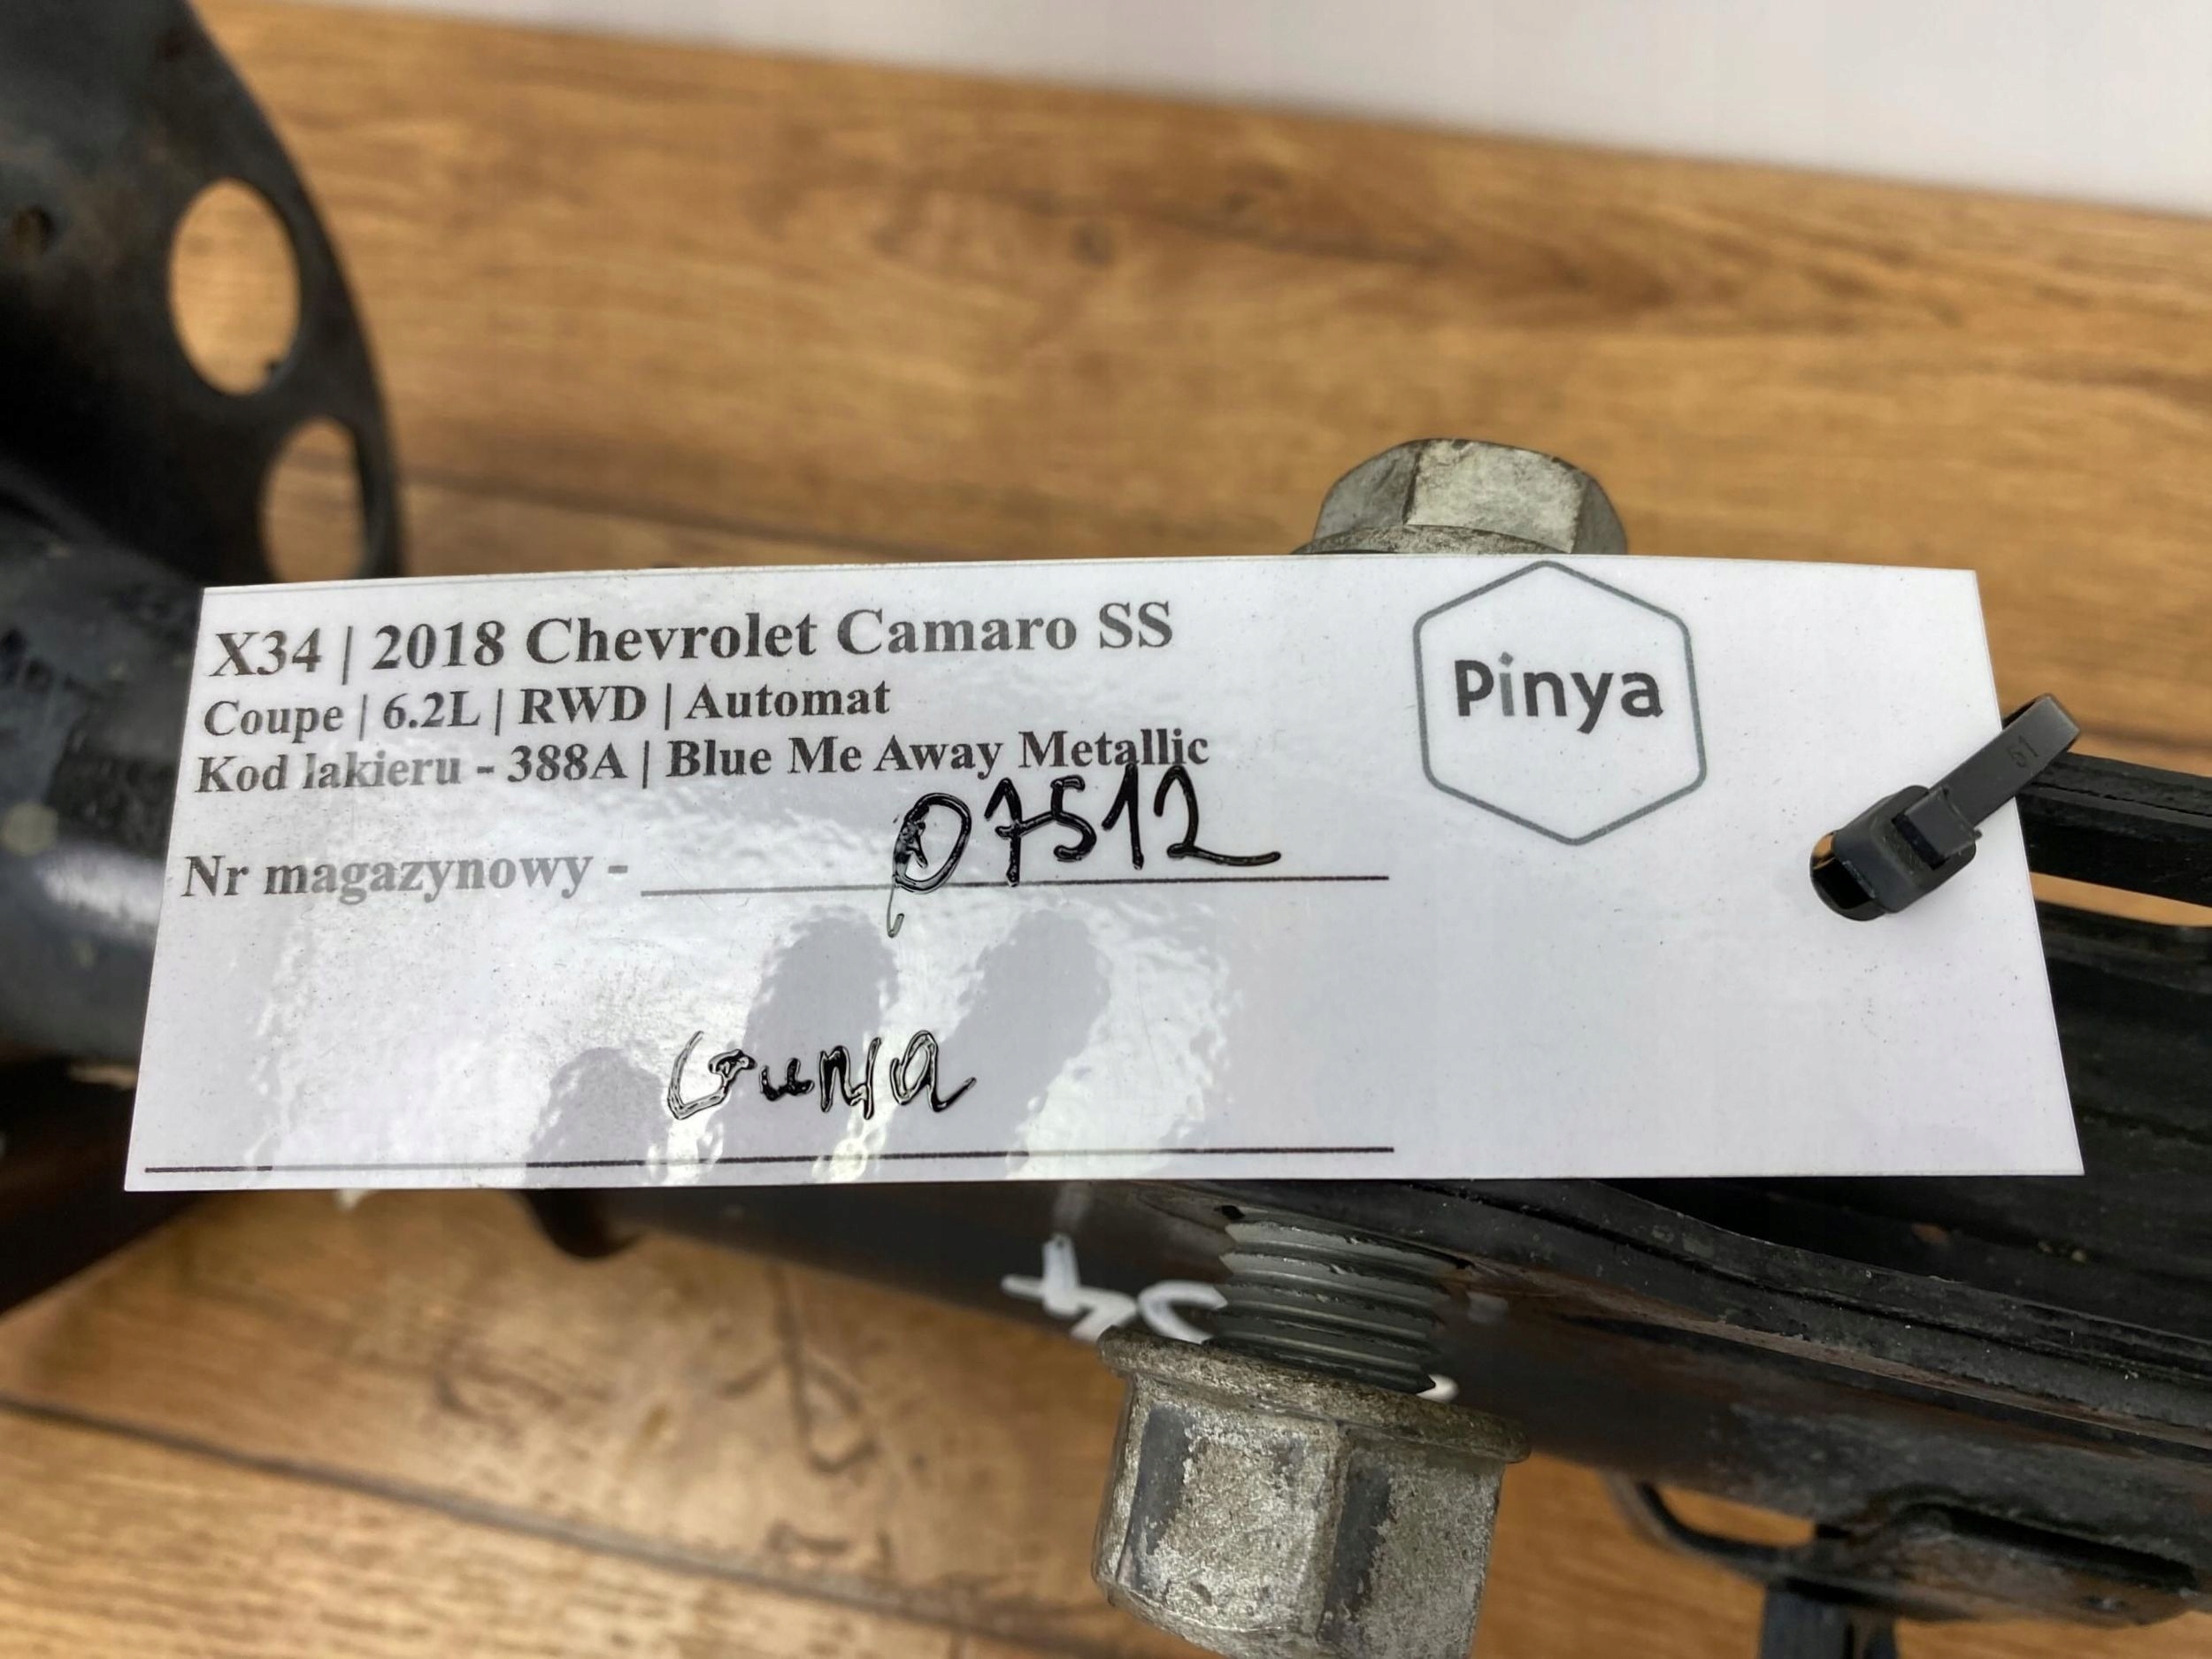 X34 | 2018 Chevrolet Camaro SS
Coupe | 6.2L | RWD | Automat
Kod lakieru - 388A | Blue Me Away Metallic
Nr magazynowy - 07512
Pinya
51